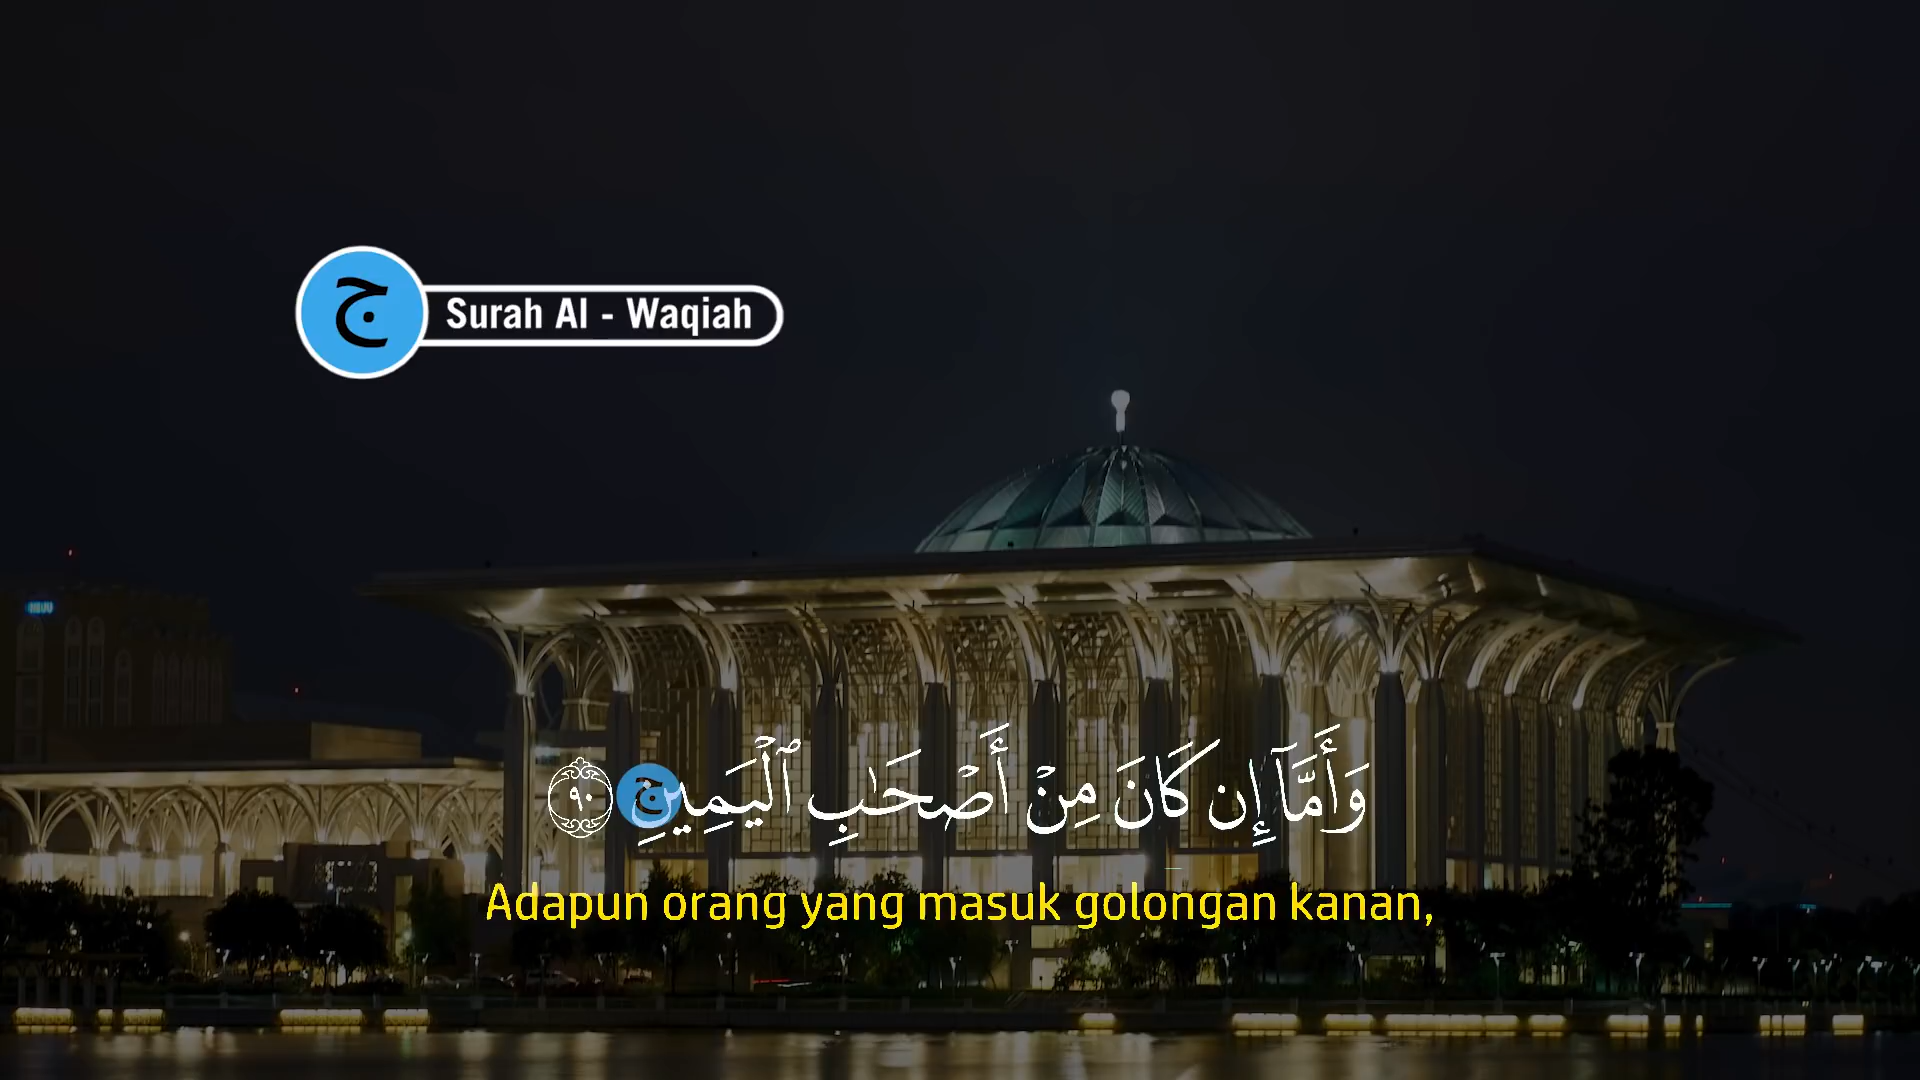 ج
Surah Al - Waqiah
وَأَمَّآ إِن كَانَ مِنْ أَصْحَٰبِ ٱلْيَمِينِ ج ٩٠
Adapun orang yang masuk golongan kanan,